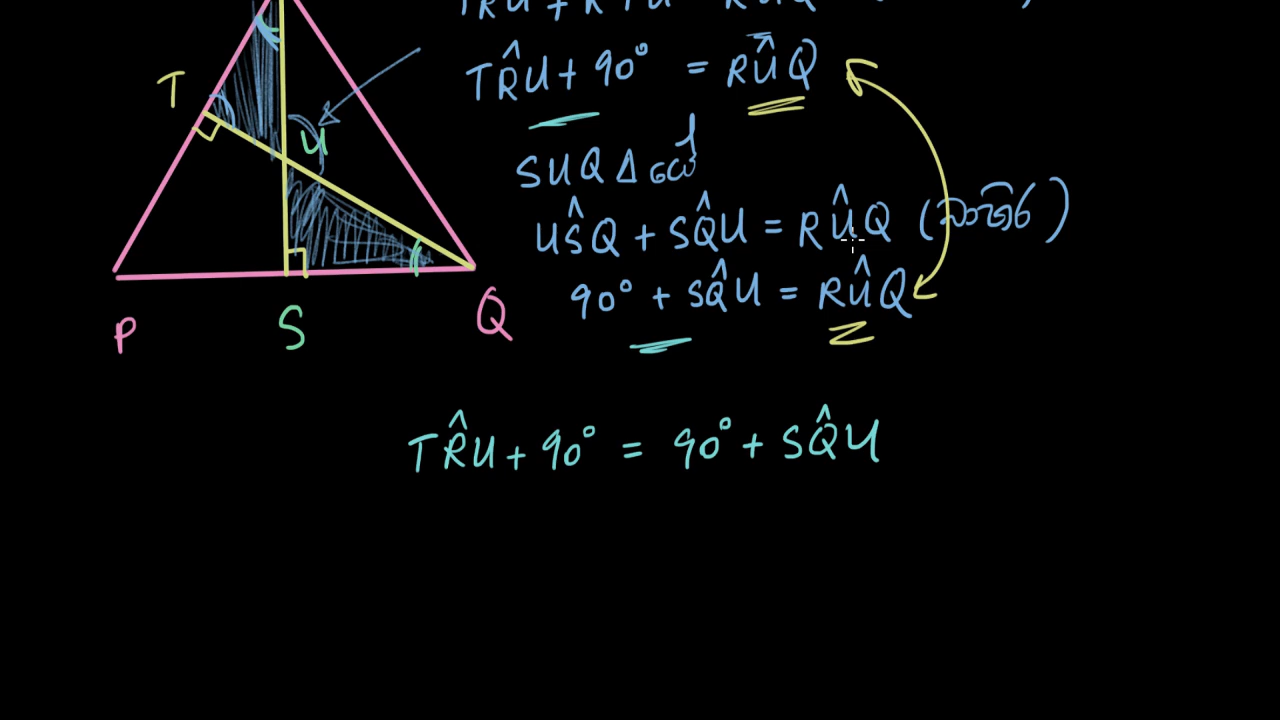 TR̂U + 90° = RÛQ
T
U
SUQ Δ යේ
UŜQ + SQ̂U = RÛQ (බාහිර)
90° + SQ̂U = RÛQ
P
S
Q
TR̂U + 90° = 90° + SQ̂U